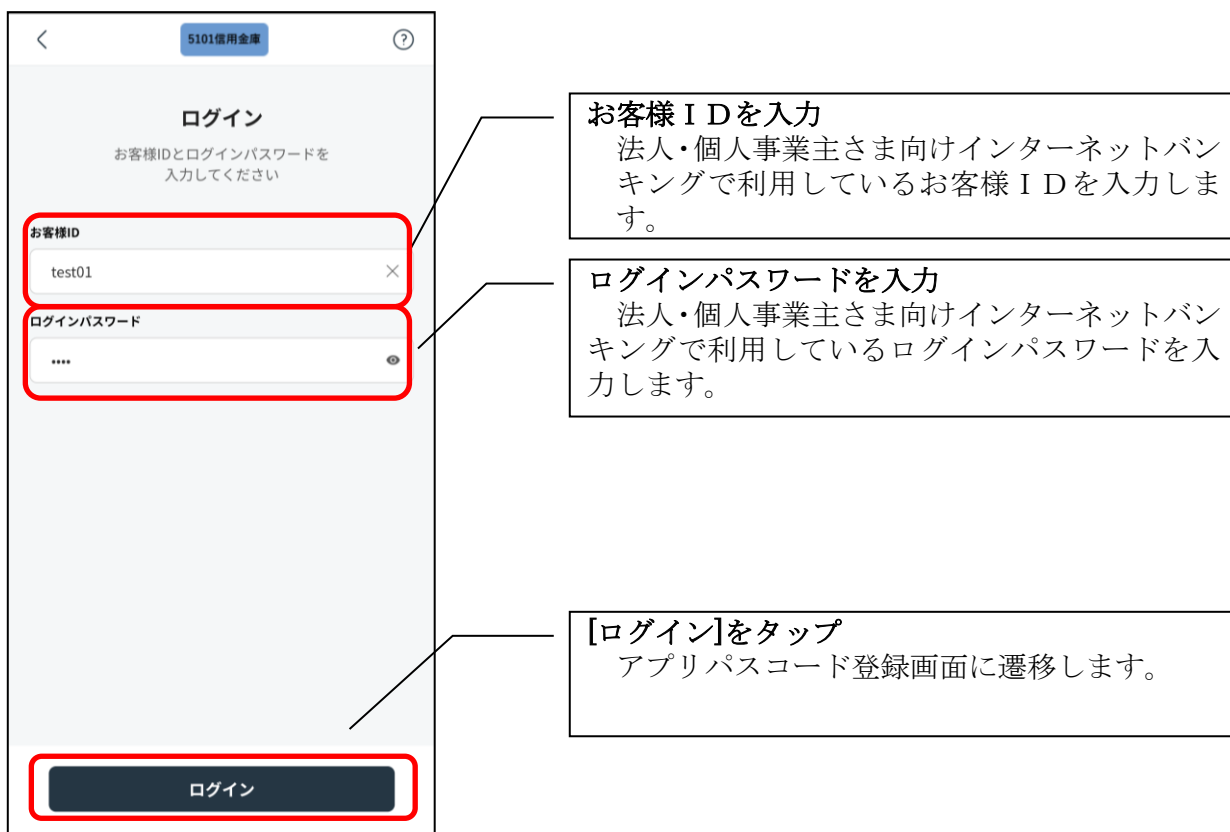 5101信用金庫
ログイン
お客様IDとログインパスワードを
入力してください
お客様ID
test01
ログインパスワード
••••
ログイン
お客様ＩＤを入力
法人・個人事業主さま向けインターネットバン
キングで利用しているお客様ＩＤを入力しま
す。
ログインパスワードを入力
法人・個人事業主さま向けインターネットバン
キングで利用しているログインパスワードを入
力します。
[ログイン]をタップ
アプリパスコード登録画面に遷移します。